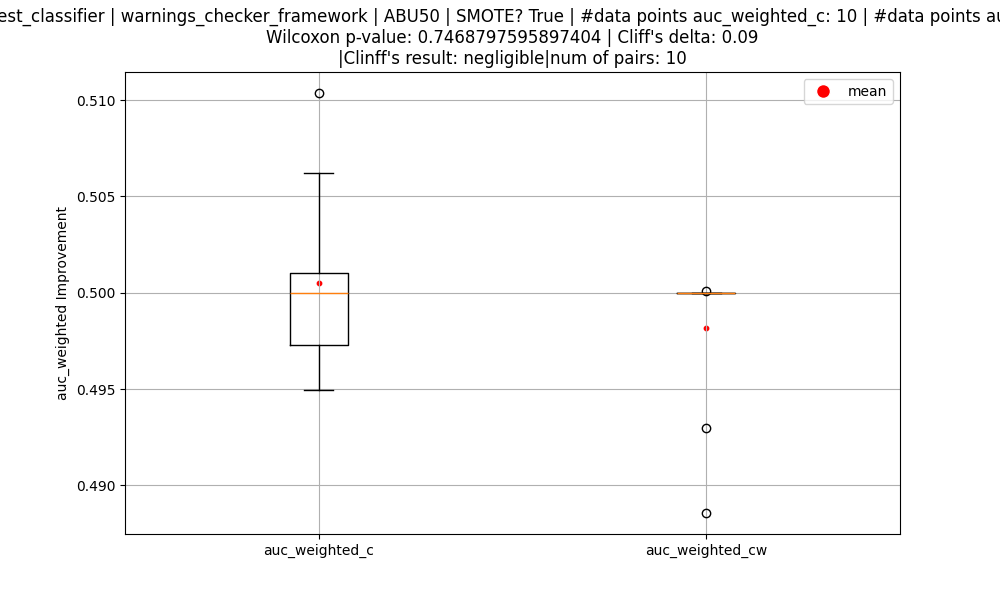 est_classifier | warnings_checker_framework | ABU50 | SMOTE? True | #data points auc_weighted_c: 10 | #data points au
Wilcoxon p-value: 0.7468797595897404 | Cliff's delta: 0.09
|Clinff's result: negligible|num of pairs: 10
mean
0.510
0.505
0.500
0.495
0.490
auc_weighted Improvement
auc_weighted_c
auc_weighted_cw